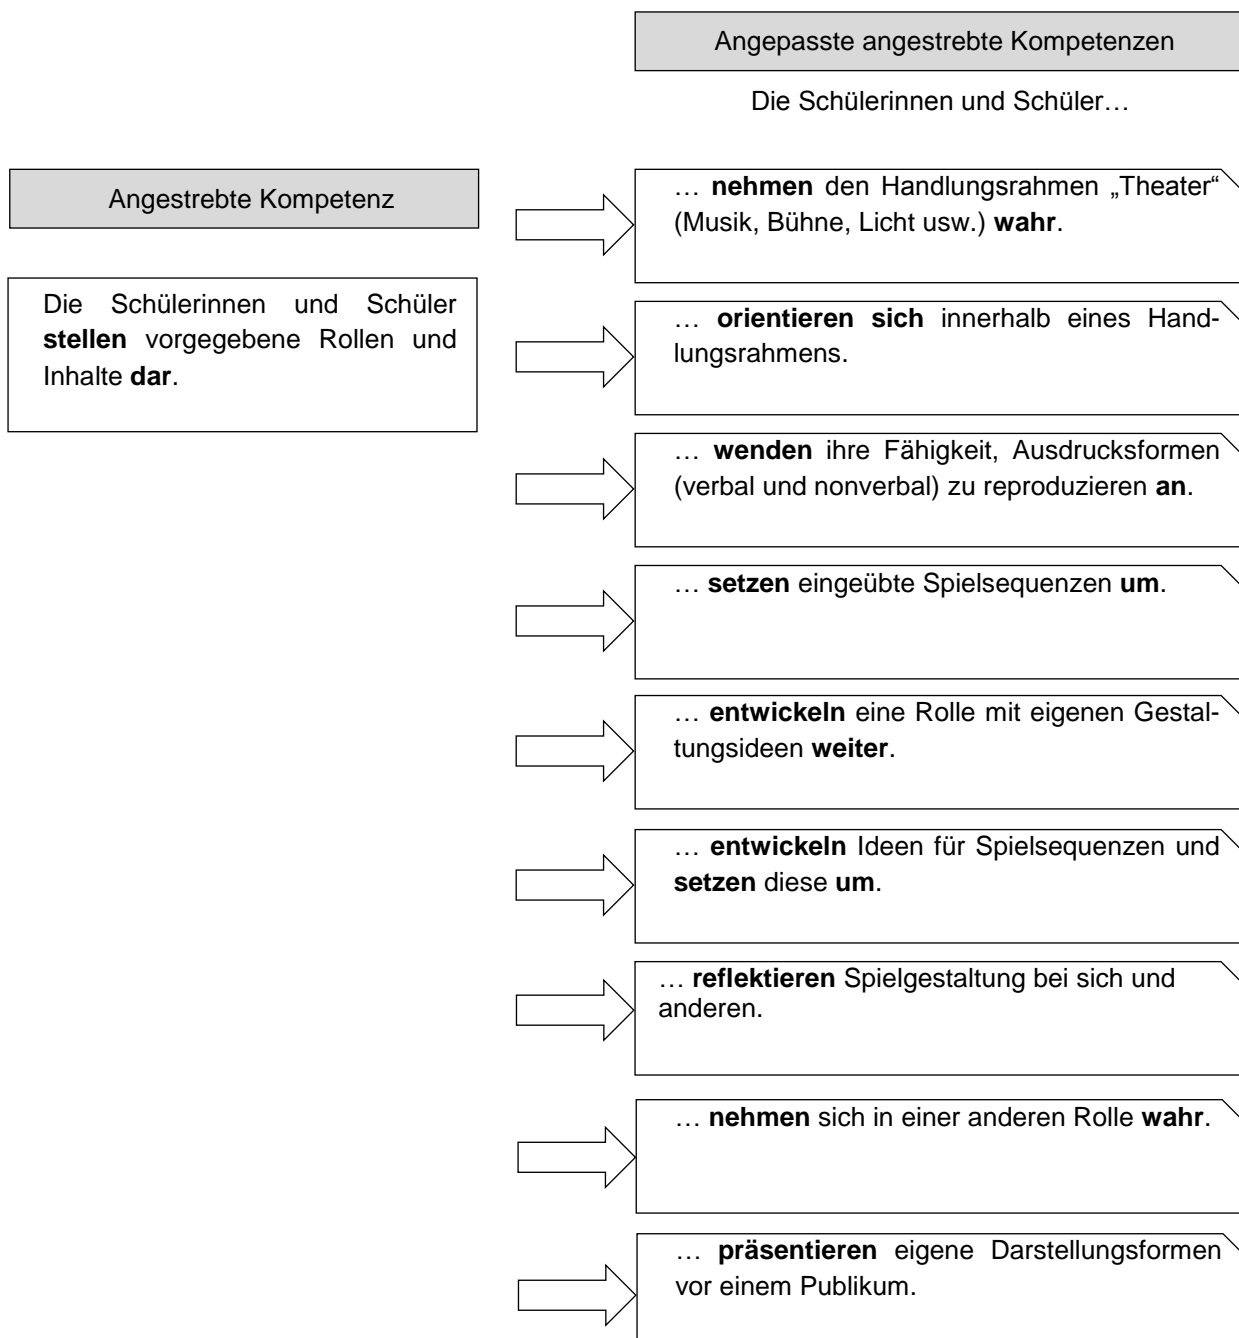 Angepasste angestrebte Kompetenzen
Die Schülerinnen und Schüler…
Angestrebte Kompetenz
Die Schülerinnen und Schüler
stellen vorgegebene Rollen und
Inhalte dar.
… nehmen den Handlungsrahmen „Theater“
(Musik, Bühne, Licht usw.) wahr.
… orientieren sich innerhalb eines Hand-
lungsrahmens.
… wenden ihre Fähigkeit, Ausdrucksformen
(verbal und nonverbal) zu reproduzieren an.
… setzen eingeübte Spielsequenzen um.
… entwickeln eine Rolle mit eigenen Gestal-
tungsideen weiter.
… entwickeln Ideen für Spielsequenzen und
setzen diese um.
… reflektieren Spielgestaltung bei sich und
anderen.
… nehmen sich in einer anderen Rolle wahr.
… präsentieren eigene Darstellungsformen
vor einem Publikum.